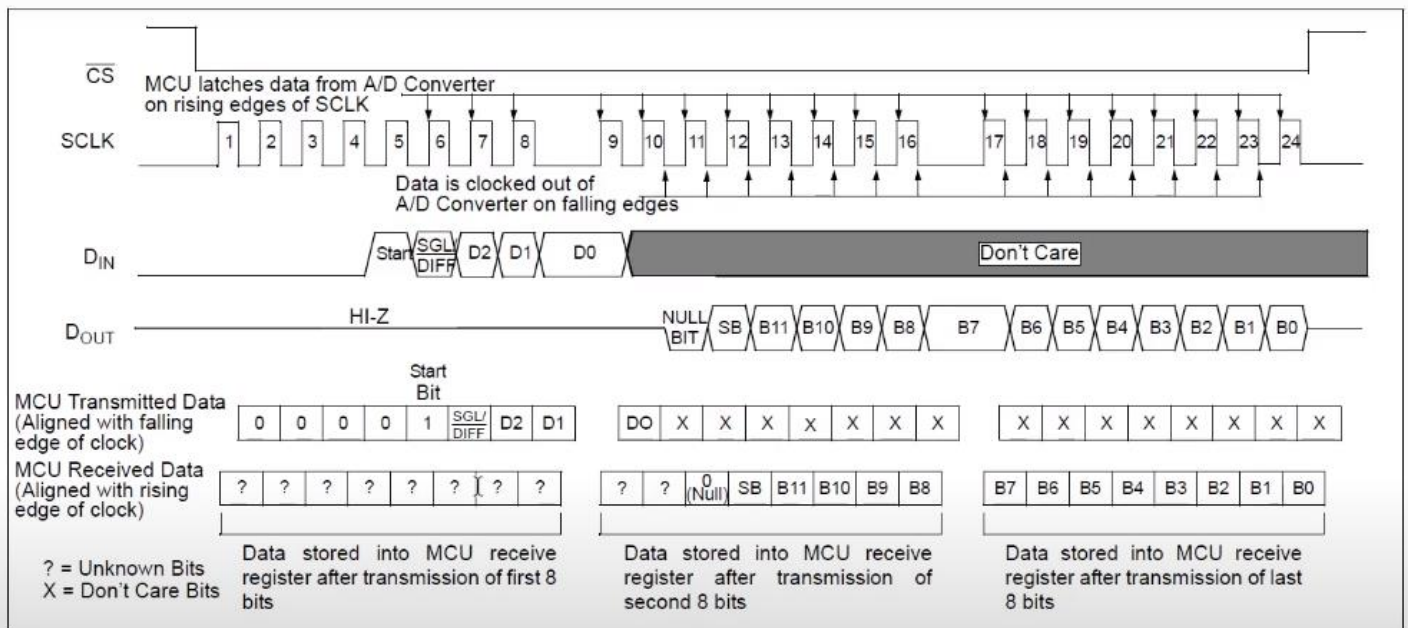 CS
MCU latches data from A/D Converter
on rising edges of SCLK
SCLK
1 2 3 4 5 6 7 8 9 10 11 12 13 14 15 16 17 18 19 20 21 22 23 24
Data is clocked out of
A/D Converter on falling edges
DIN
Start SGL/DIFF D2 D1 D0 Don't Care
HI-Z
DOUT
NULL BIT SB B11 B10 B9 B8 B7 B6 B5 B4 B3 B2 B1 B0
Start
Bit
MCU Transmitted Data
(Aligned with falling
edge of clock)
0 0 0 0 1 SGL/DIFF D2 D1 DO X X X X X X X X X X X X X X X
MCU Received Data
(Aligned with rising
edge of clock)
? ? ? ? ? ? ? ? ? ? 0 (Null) SB B11 B10 B9 B8 B7 B6 B5 B4 B3 B2 B1 B0
? = Unknown Bits
X = Don't Care Bits
Data stored into MCU receive
register after transmission of first 8
bits
Data stored into MCU receive
register after transmission of
second 8 bits
Data stored into MCU receive
register after transmission of last
8 bits